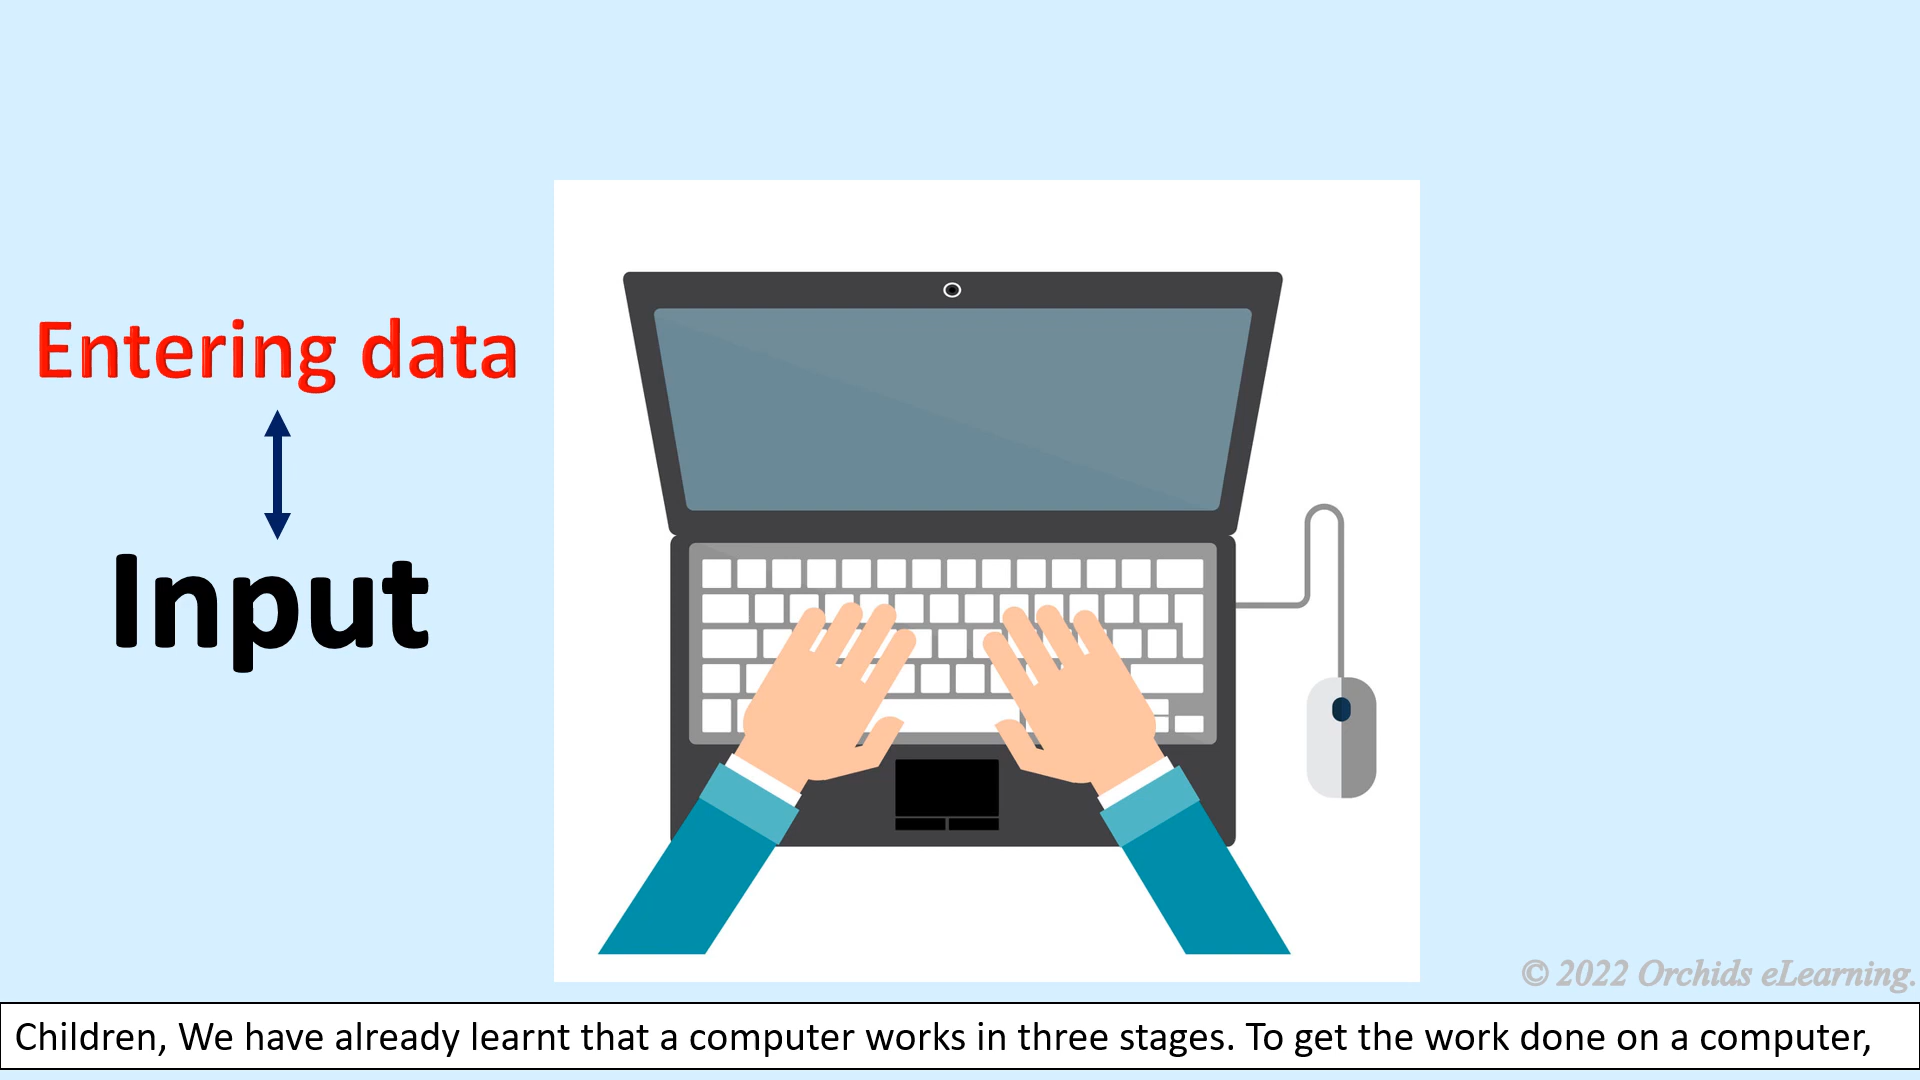 Entering data
Input
© 2022 Orchids eLearning.
Children, We have already learnt that a computer works in three stages. To get the work done on a computer,